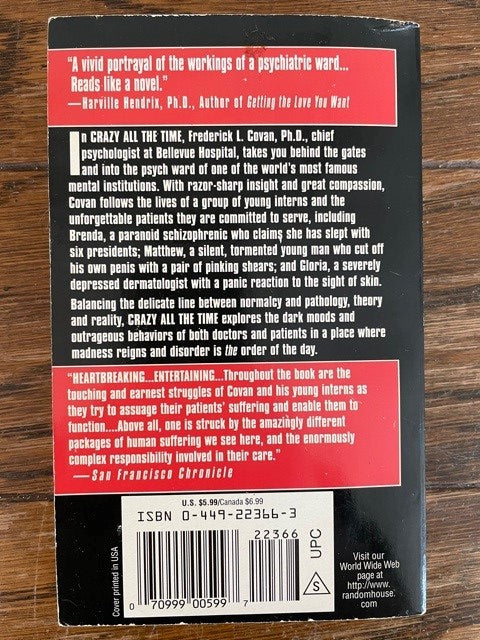 "A vivid portrayal of the workings of a psychiatric ward...
Reads like a novel."
—Harville Hendrix, Ph.D., Author of Getting the Love You Want
In CRAZY ALL THE TIME, Frederick L. Covan, Ph.D., chief
psychologist at Bellevue Hospital, takes you behind the gates
and into the psych ward of one of the world's most famous
mental institutions. With razor-sharp insight and great compassion,
Covan follows the lives of a group of young interns and the
unforgettable patients they are committed to serve, including
Brenda, a paranoid schizophrenic who claims she has slept with
six presidents; Matthew, a silent, tormented young man who cut off
his own penis with a pair of pinking shears; and Gloria, a severely
depressed dermatologist with a panic reaction to the sight of skin.
Balancing the delicate line between normalcy and pathology, theory
and reality, CRAZY ALL THE TIME explores the dark moods and
outrageous behaviors of both doctors and patients in a place where
madness reigns and disorder is the order of the day.
"HEARTBREAKING...ENTERTAINING...Throughout the book are the
touching and earnest struggles of Covan and his young interns as
they try to assuage their patients' suffering and enable them to
function....Above all, one is struck by the amazingly different
packages of human suffering we see here, and the enormously
complex responsibility involved in their care."
—San Francisco Chronicle
U.S. $5.99/Canada $6.99
ISBN 0-449-22366-3
22366
0 70999 00599 7
UPC
S
Cover printed in USA
Visit our
World Wide Web
page at
http://www.
randomhouse.
com